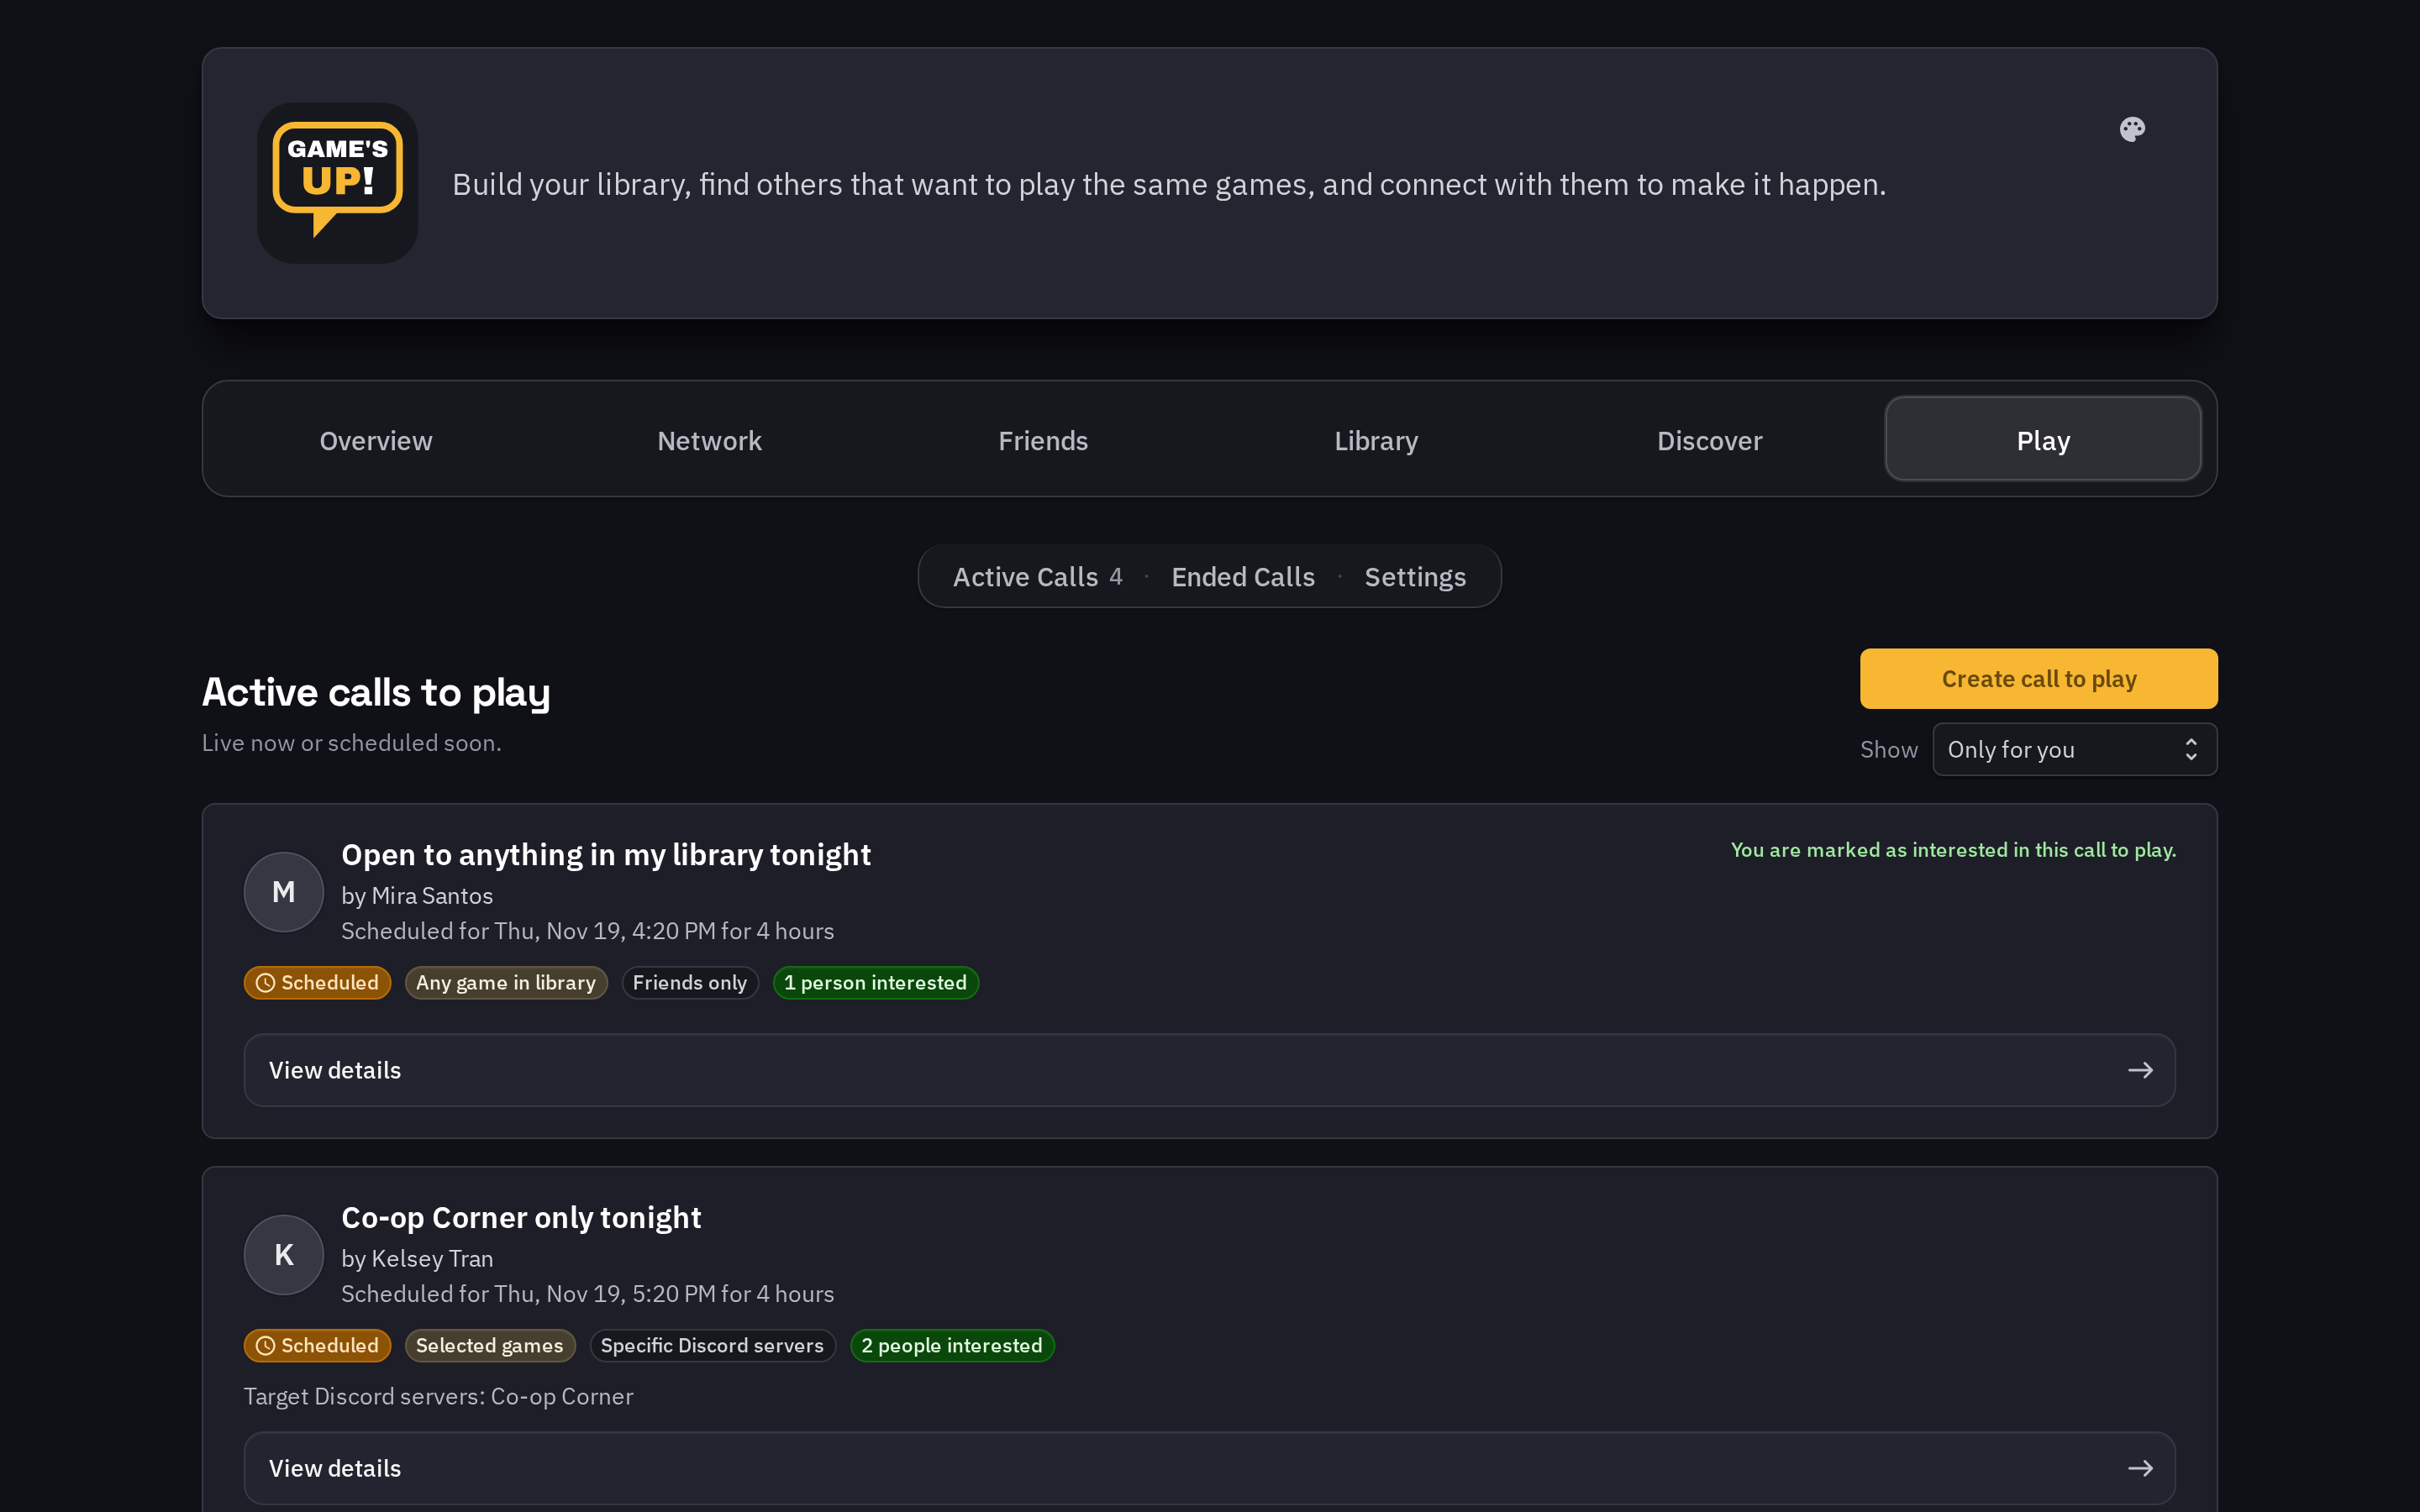 GAME'S
UP!
Build your library, find others that want to play the same games, and connect with them to make it happen.
Overview
Network
Friends
Library
Discover
Play
Active Calls 4 · Ended Calls · Settings
Active calls to play
Live now or scheduled soon.
Create call to play
Show
Only for you
M
Open to anything in my library tonight
by Mira Santos
Scheduled for Thu, Nov 19, 4:20 PM for 4 hours
You are marked as interested in this call to play.
Scheduled
Any game in library
Friends only
1 person interested
View details
K
Co-op Corner only tonight
by Kelsey Tran
Scheduled for Thu, Nov 19, 5:20 PM for 4 hours
Scheduled
Selected games
Specific Discord servers
2 people interested
Target Discord servers: Co-op Corner
View details